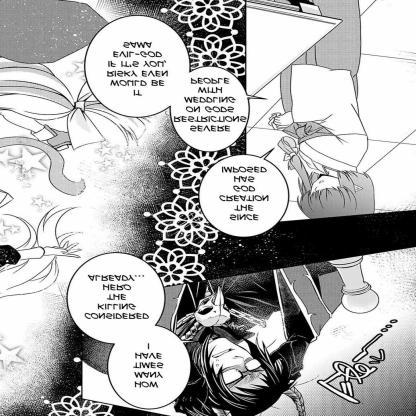 HOW
MANY
TIMES
HAVE
I
CONSIDERED
KILLING
THE
HERO
ALREADY...
SINCE
THE
CREATION
GOD
HAS
IMPOSED
SEVERE
RESTRICTIONS
ON GODS
MEDDLING
WITH
PEOPLE
IT
WOULD BE
RISKY EVEN
IF IT'S YOU,
EVIL-GOD
SAMA